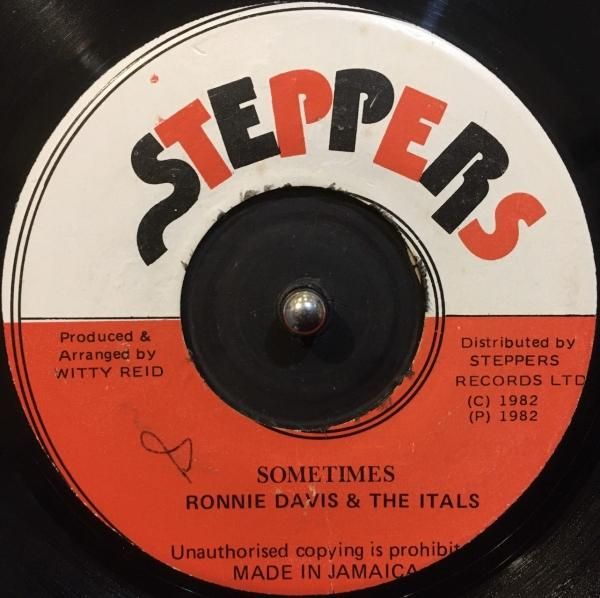 STEPPERS
Produced &
Arranged by
WITTY REID
Distributed by
STEPPERS
RECORDS LTD
(C) 1982
(P) 1982
SOMETIMES
RONNIE DAVIS & THE ITALS
Unauthorised copying is prohibit
MADE IN JAMAICA